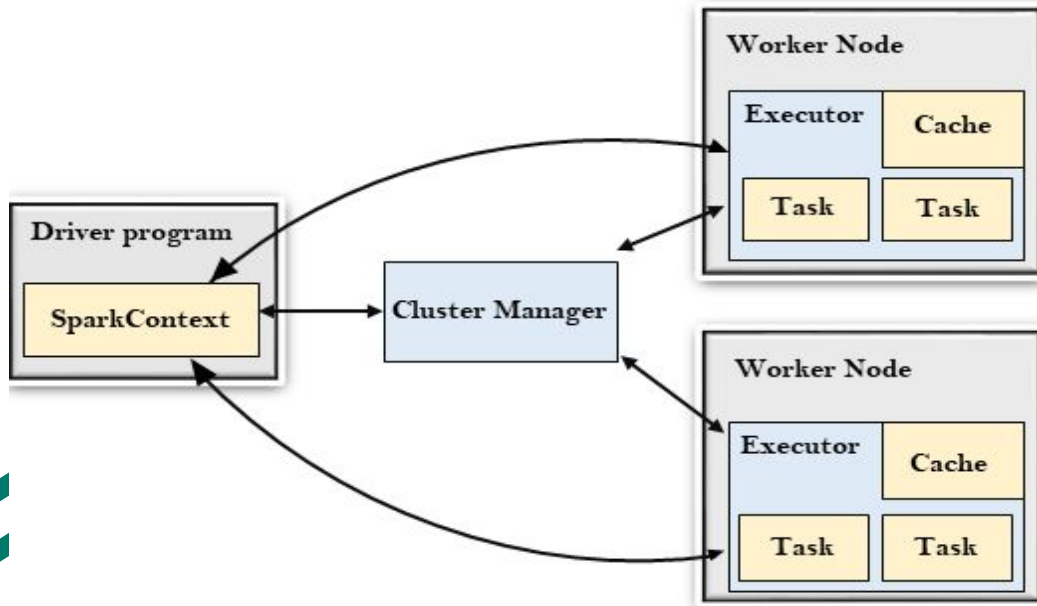 Driver program
SparkContext
Cluster Manager
Worker Node
Executor
Cache
Task
Task
Worker Node
Executor
Cache
Task
Task